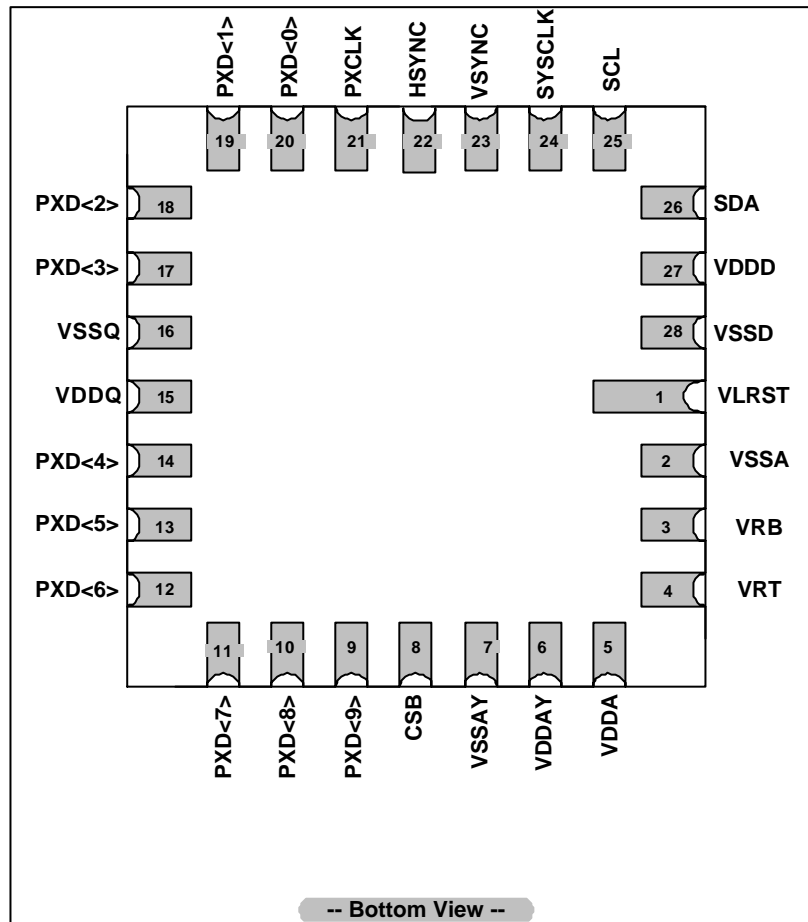 PXD<1>
PXD<0>
PXCLK
HSYNC
VSYNC
SYSCLK
SCL
19
20
21
22
23
24
25
PXD<2>
18
26
SDA
PXD<3>
17
27
VDDD
VSSQ
16
28
VSSD
VDDQ
15
1
VLRST
PXD<4>
14
2
VSSA
PXD<5>
13
3
VRB
PXD<6>
12
4
VRT
11
10
9
8
7
6
5
PXD<7>
PXD<8>
PXD<9>
CSB
VSSAY
VDDAY
VDDA
-- Bottom View --